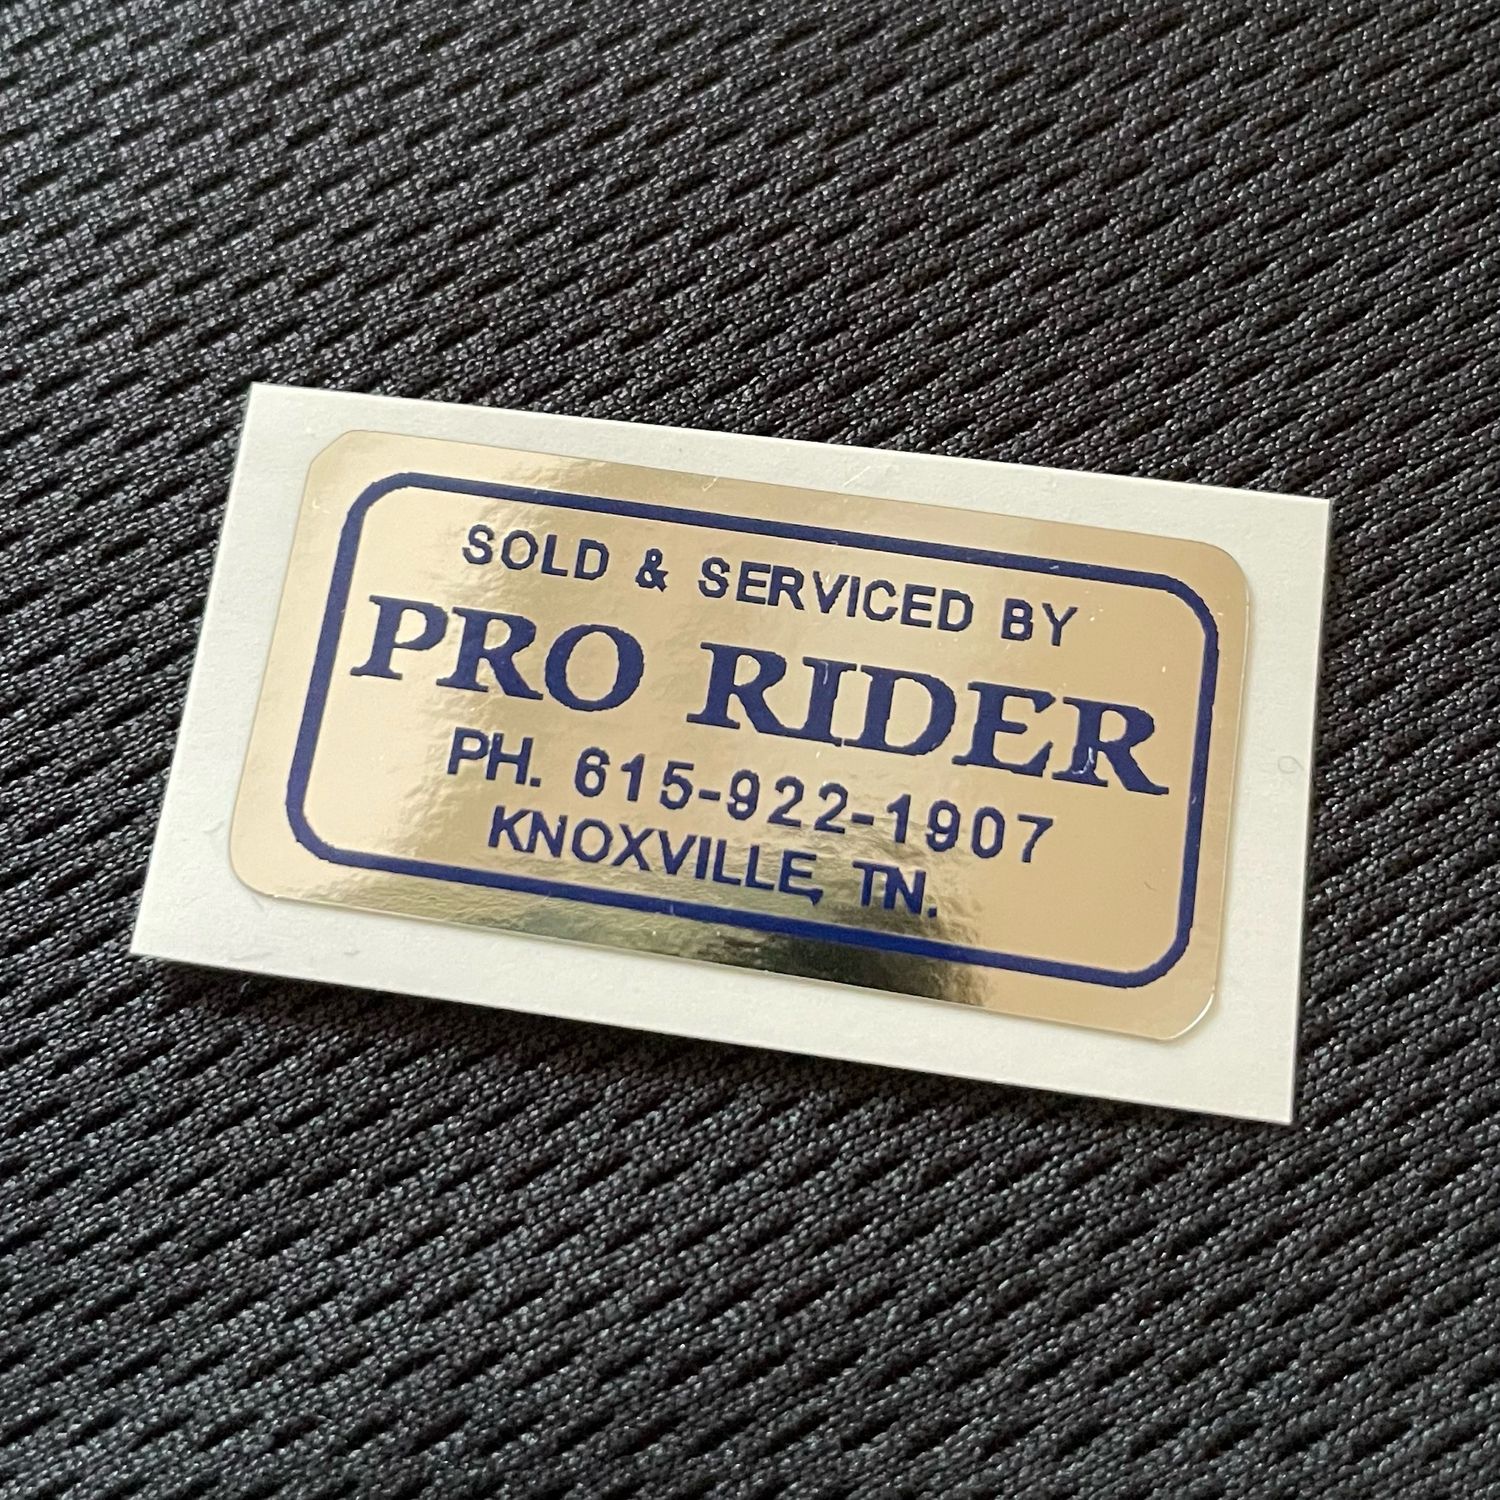 SOLD & SERVICED BY
PRO RIDER
PH. 615-922-1907
KNOXVILLE, TN.